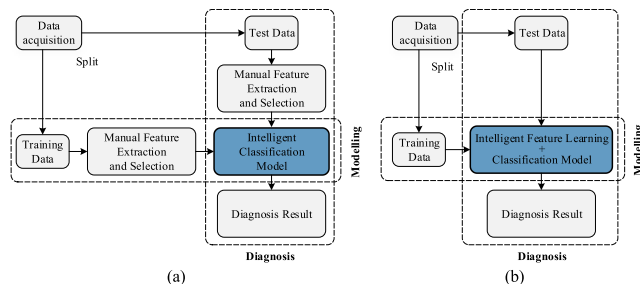 Data
acquisition
Test Data
Split
Manual Feature
Extraction
and Selection
Training
Data
Manual Feature
Extraction
and Selection
Intelligent
Classification
Model
Modelling
Diagnosis Result
Diagnosis
(a)
Data
acquisition
Test Data
Split
Training
Data
Intelligent Feature Learning
+
Classification Model
Modelling
Diagnosis Result
Diagnosis
(b)